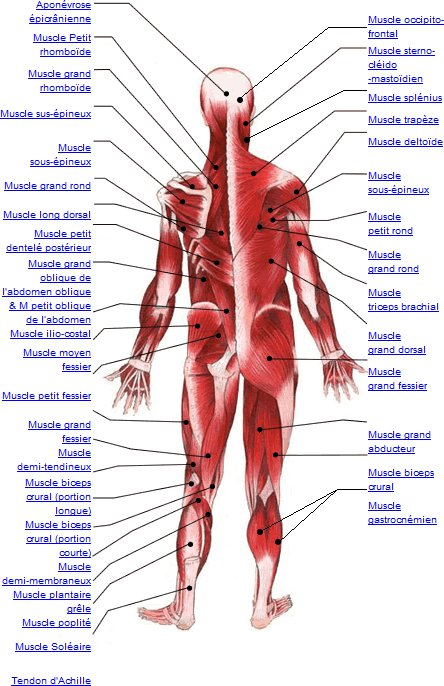 Aponévrose
épicrânienne
Muscle Petit
rhomboïde
Muscle grand
rhomboïde
Muscle sus-épineux
Muscle
sous-épineux
Muscle grand rond
Muscle long dorsal
Muscle petit
dentelé postérieur
Muscle grand
oblique de
l'abdomen oblique
& M petit oblique
de l'abdomen
Muscle ilio-costal
Muscle moyen
fessier
Muscle petit fessier
Muscle grand
fessier
Muscle
demi-tendineux
Muscle biceps
crural (portion
longue)
Muscle biceps
crural (portion
courte)
Muscle
demi-membraneux
Muscle plantaire
grêle
Muscle poplité
Muscle Soléaire
Tendon d'Achille
Muscle occipito-
frontal
Muscle sterno-
cléido
-mastoïdien
Muscle splénius
Muscle trapèze
Muscle deltoïde
Muscle
sous-épineux
Muscle
petit rond
Muscle
grand rond
Muscle
triceps brachial
Muscle
grand dorsal
Muscle
grand fessier
Muscle grand
abducteur
Muscle biceps
crural
Muscle
gastrocnémien